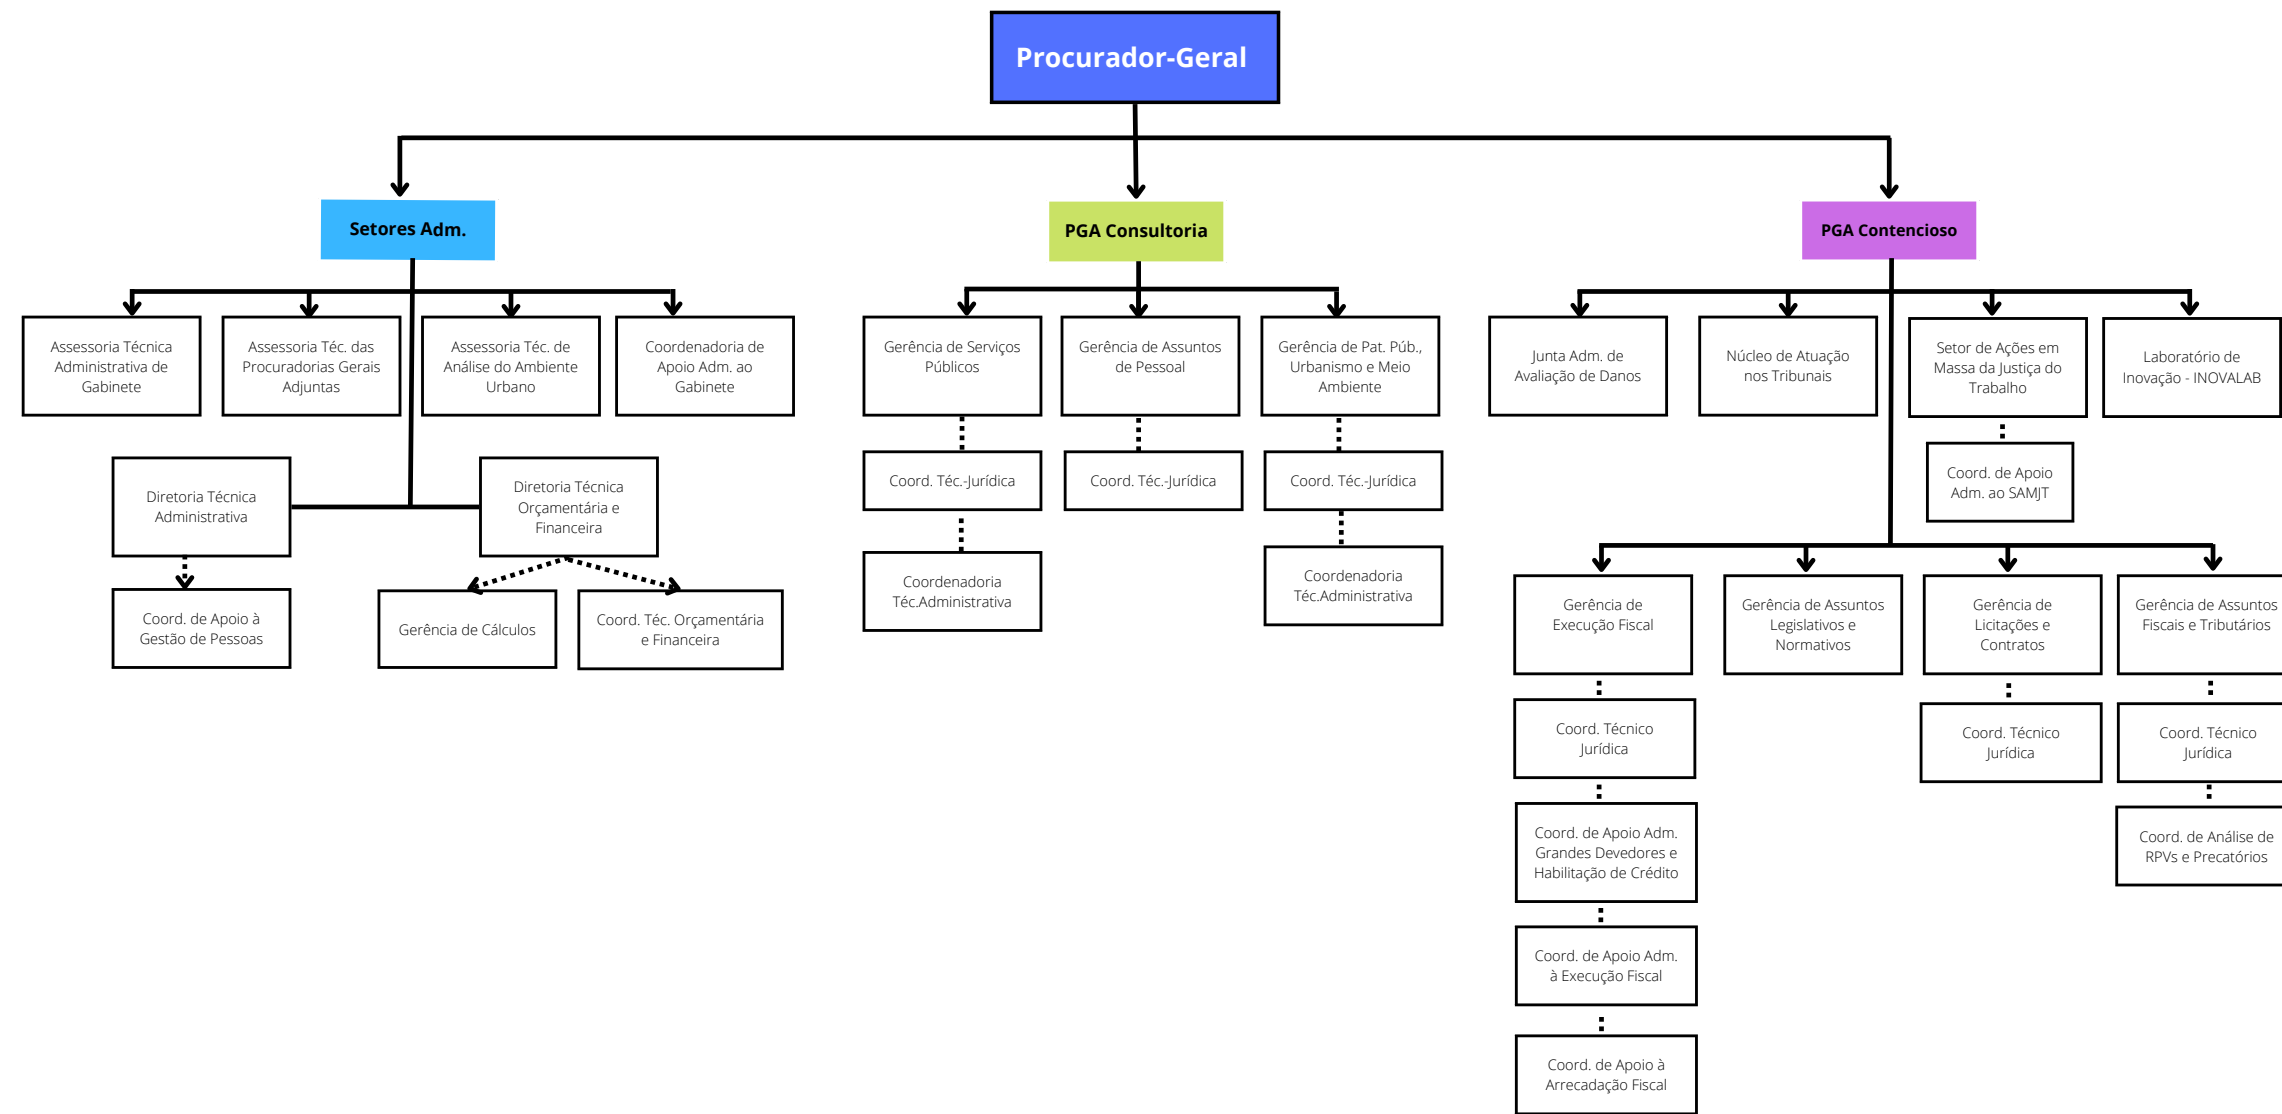 Procurador-Geral
Setores Adm.
PGA Consultoria
PGA Contencioso
Assessoria Técnica
Administrativa de
Gabinete
Assessoria Téc. das
Procuradorias Gerais
Adjuntas
Assessoria Téc. de
Análise do Ambiente
Urbano
Coordenadoria de
Apoio Adm. ao
Gabinete
Diretoria Técnica
Administrativa
Diretoria Técnica
Orçamentária e
Financeira
Coord. de Apoio à
Gestão de Pessoas
Gerência de Cálculos
Coord. Téc. Orçamentária
e Financeira
Gerência de Serviços
Públicos
Gerência de Assuntos
de Pessoal
Gerência de Pat. Púb.,
Urbanismo e Meio
Ambiente
Coord. Téc.-Jurídica
Coord. Téc.-Jurídica
Coord. Téc.-Jurídica
Coordenadoria
Téc.Administrativa
Coordenadoria
Téc.Administrativa
Junta Adm. de
Avaliação de Danos
Núcleo de Atuação
nos Tribunais
Setor de Ações em
Massa da Justiça do
Trabalho
Laboratório de
Inovação - INOVALAB
Coord. de Apoio
Adm. ao SAMJT
Gerência de
Execução Fiscal
Gerência de Assuntos
Legislativos e
Normativos
Gerência de
Licitações e
Contratos
Gerência de Assuntos
Fiscais e Tributários
Coord. Técnico
Jurídica
Coord. Técnico
Jurídica
Coord. Técnico
Jurídica
Coord. de Apoio Adm.
Grandes Devedores e
Habilitação de Crédito
Coord. de Análise de
RPVs e Precatórios
Coord. de Apoio Adm.
à Execução Fiscal
Coord. de Apoio à
Arrecadação Fiscal